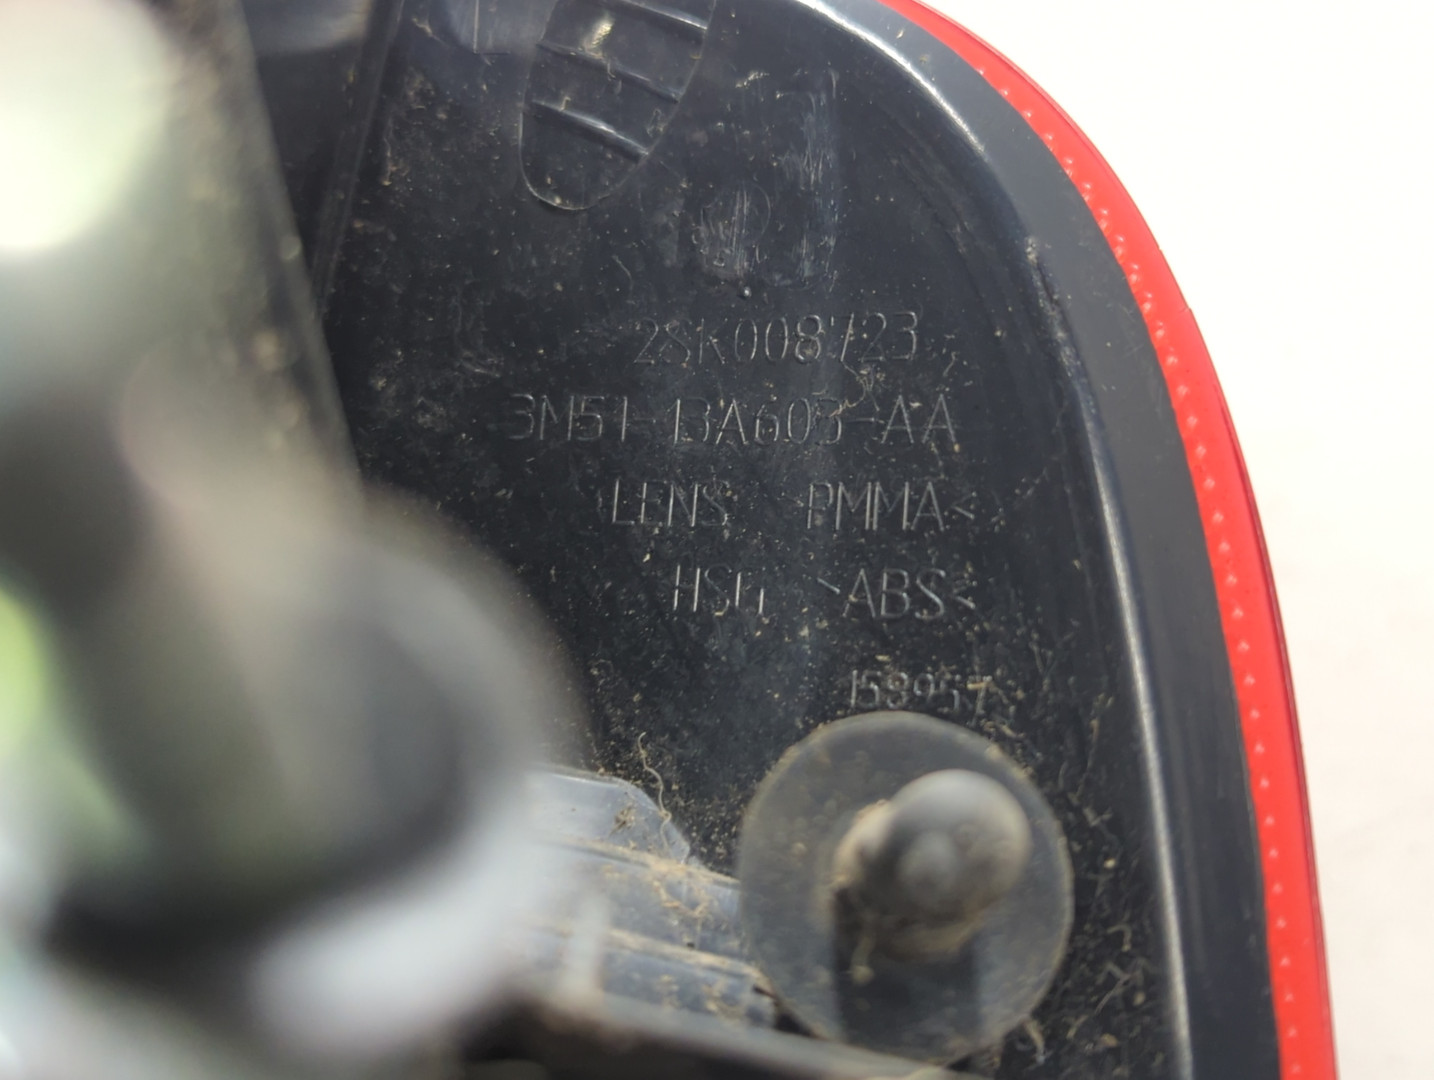 2SK008723
3M51-13A603-AA
LENS >PMMA<
HSG >ABS<
158957